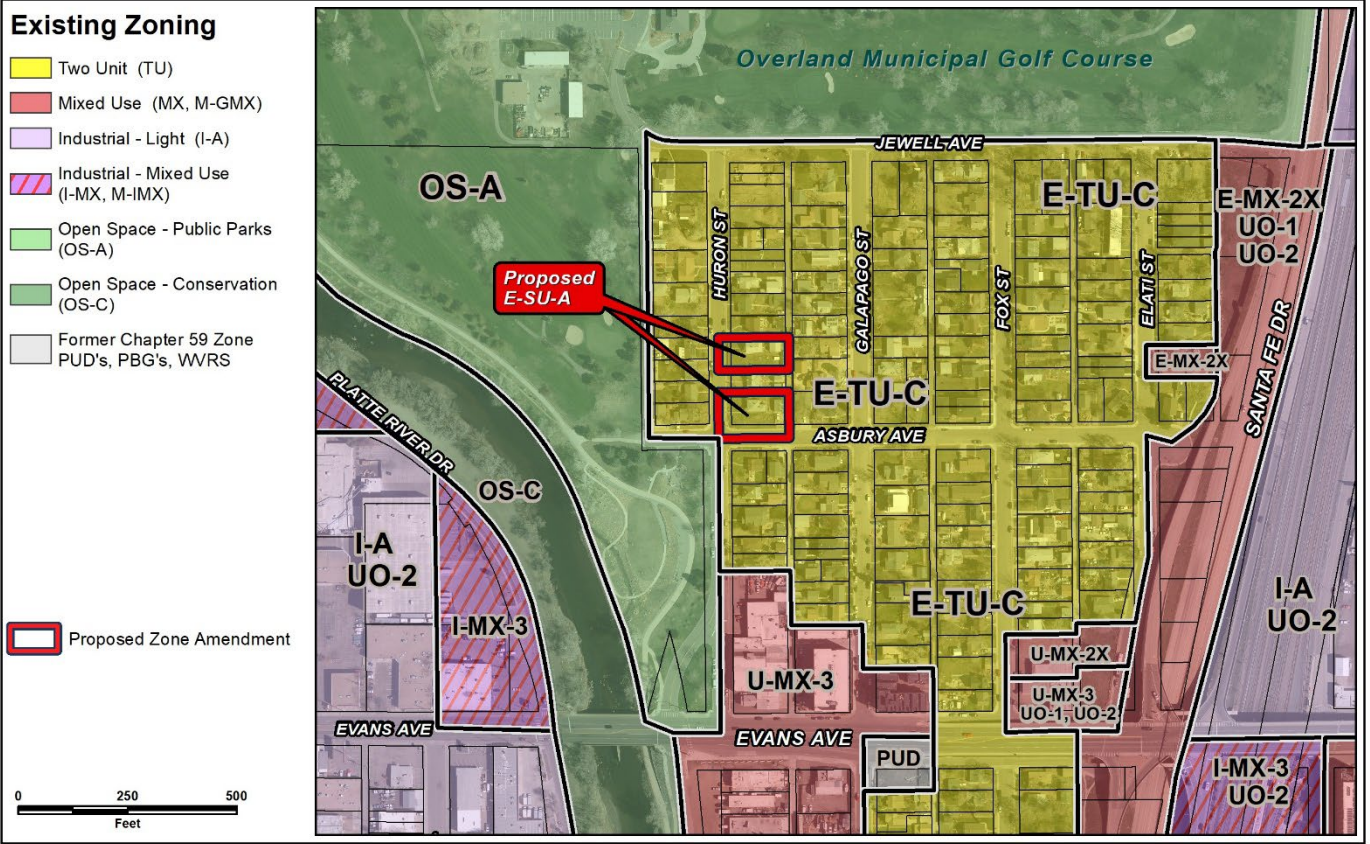 Existing Zoning
Two Unit (TU)
Mixed Use (MX, M-GMX)
Industrial - Light (I-A)
Industrial - Mixed Use
(I-MX, M-IMX)
Open Space - Public Parks
(OS-A)
Open Space - Conservation
(OS-C)
Former Chapter 59 Zone
PUD's, PBG's, WVRS
Proposed Zone Amendment
0 250 500
Feet
Overland Municipal Golf Course
JEWELL AVE
OS-A
E-TU-C
E-MX-2X
UO-1
UO-2
HURON ST
GALAPAGO ST
FOX ST
ELATI ST
Proposed
E-SU-A
SANTA FE DR
E-MX-2X
E-TU-C
ASBURY AVE
PLATTE RIVER DR
OS-C
I-A
UO-2
I-MX-3
E-TU-C
I-A
UO-2
U-MX-2X
U-MX-3
U-MX-3
UO-1, UO-2
EVANS AVE
EVANS AVE
PUD
I-MX-3
UO-2